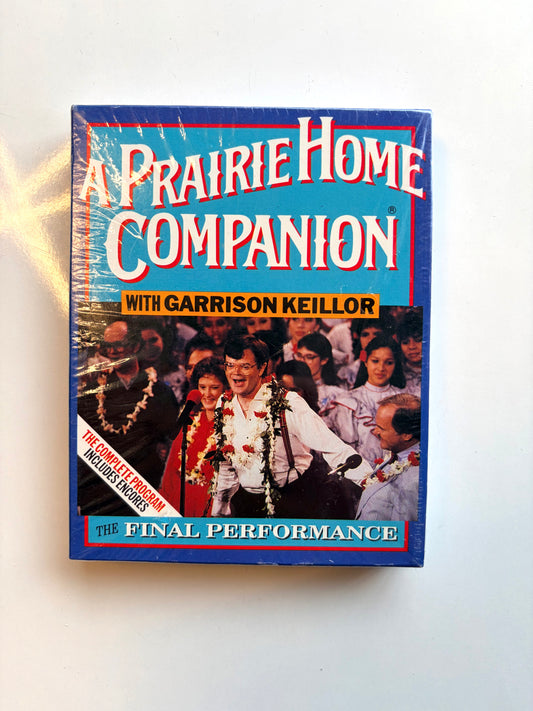 A PRAIRIE HOME
COMPANION®
WITH GARRISON KEILLOR
THE COMPLETE PROGRAM
INCLUDES ENCORES
THE FINAL PERFORMANCE